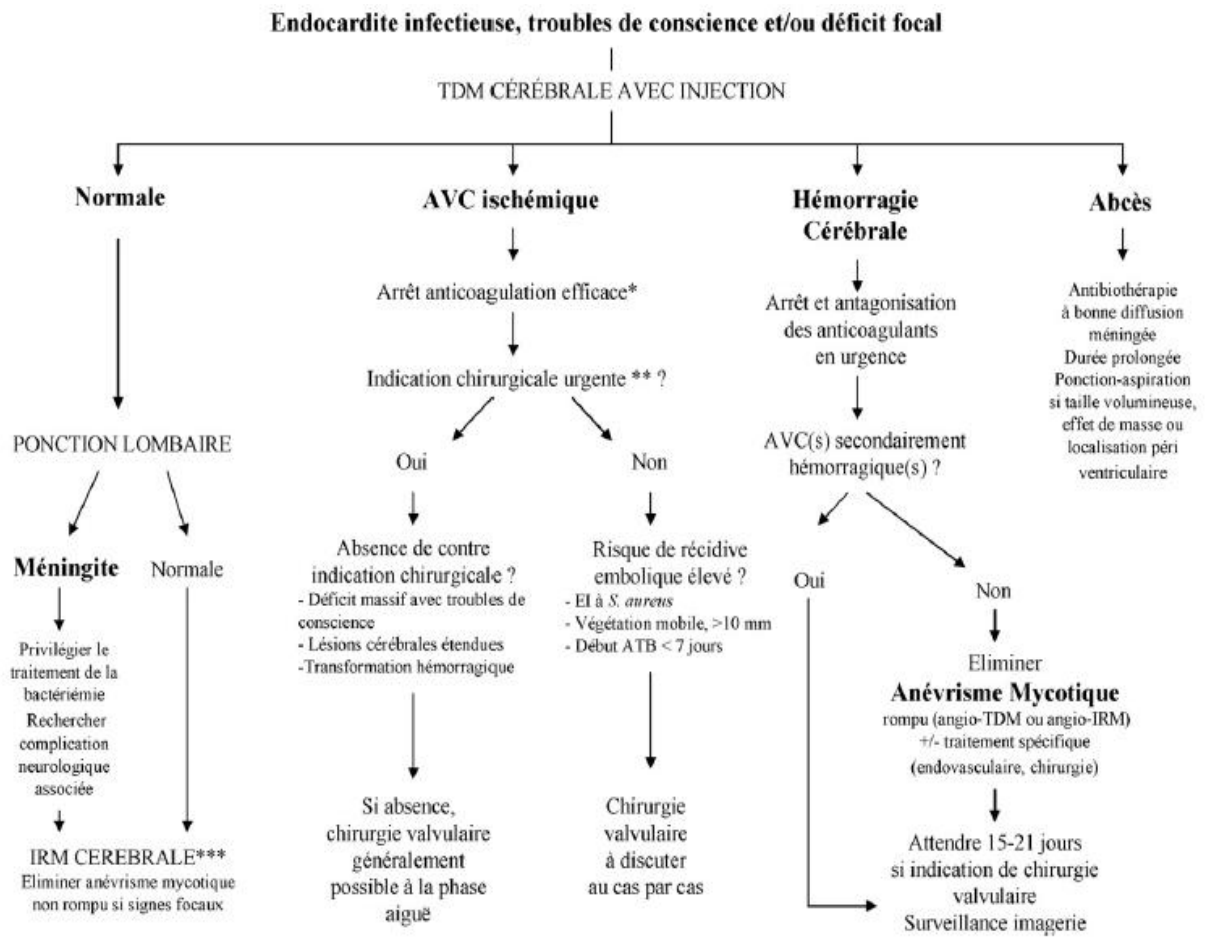 Endocardite infectieuse, troubles de conscience et/ou déficit focal
TDM CÉRÉBRALE AVEC INJECTION
Normale
PONCTION LOMBAIRE
Méningite
Privilégier le
traitement de la
bactériémie
Rechercher
complication
neurologique
associée
Normale
IRM CEREBRALE***
Eliminer anévrisme mycotique
non rompu si signes focaux
AVC ischémique
Arrêt anticoagulation efficace*
Indication chirurgicale urgente ** ?
Oui
Absence de contre
indication chirurgicale ?
- Déficit massif avec troubles de
conscience
- Lésions cérébrales étendues
-Transformation hémorragique
Si absence,
chirurgie valvulaire
généralement
possible à la phase
aiguë
Non
Risque de récidive
embolique élevé ?
- EI à S. aureus
- Végétation mobile, >10 mm
- Début ATB < 7 jours
Chirurgie
valvulaire
à discuter
au cas par cas
Hémorragie
Cérébrale
Arrêt et antagonisation
des anticoagulants
en urgence
AVC(s) secondairement
hémorragique(s) ?
Oui
Non
Eliminer
Anévrisme Mycotique
rompu (angio-TDM ou angio-IRM)
+/- traitement spécifique
(endovasculaire, chirurgie)
Attendre 15-21 jours
si indication de chirurgie
valvulaire
Surveillance imagerie
Abcès
Antibiothérapie
à bonne diffusion
méningée
Durée prolongée
Ponction-aspiration
si taille volumineuse,
effet de masse ou
localisation péri
ventriculaire